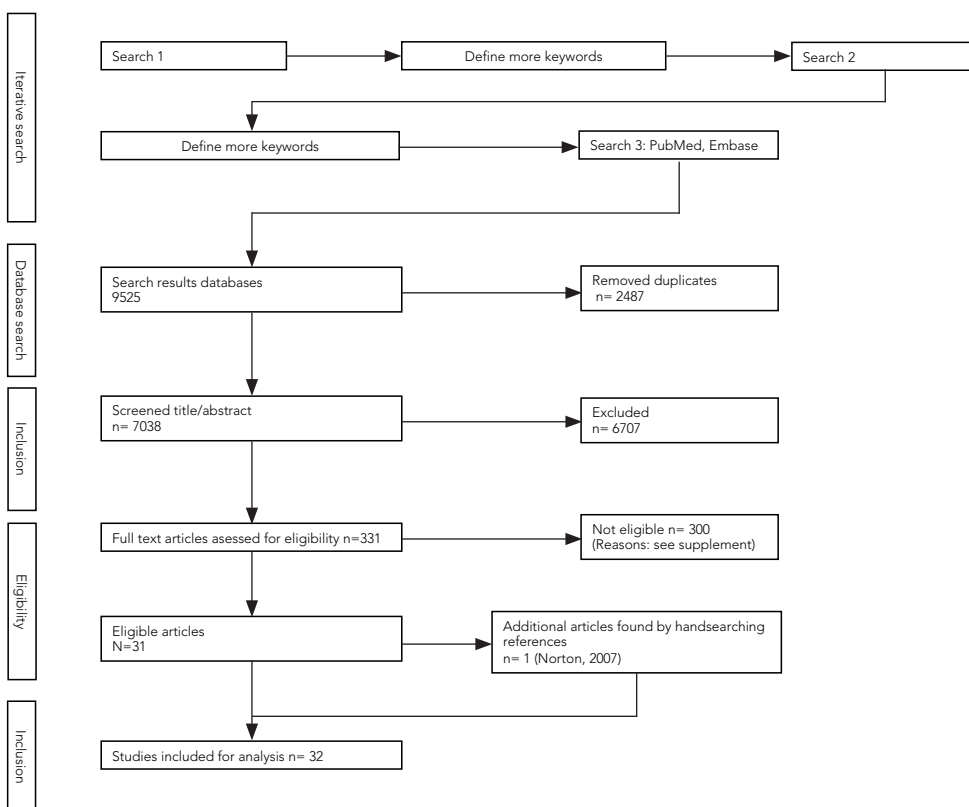 Iterative search
Search 1
Define more keywords
Search 2
Define more keywords
Search 3: PubMed, Embase
Database search
Search results databases
9525
Removed duplicates
n= 2487
Inclusion
Screened title/abstract
n= 7038
Excluded
n= 6707
Eligibility
Full text articles asessed for eligibility n=331
Not eligible n= 300
(Reasons: see supplement)
Eligible articles
N=31
Additional articles found by handsearching
references
n= 1 (Norton, 2007)
Inclusion
Studies included for analysis n= 32